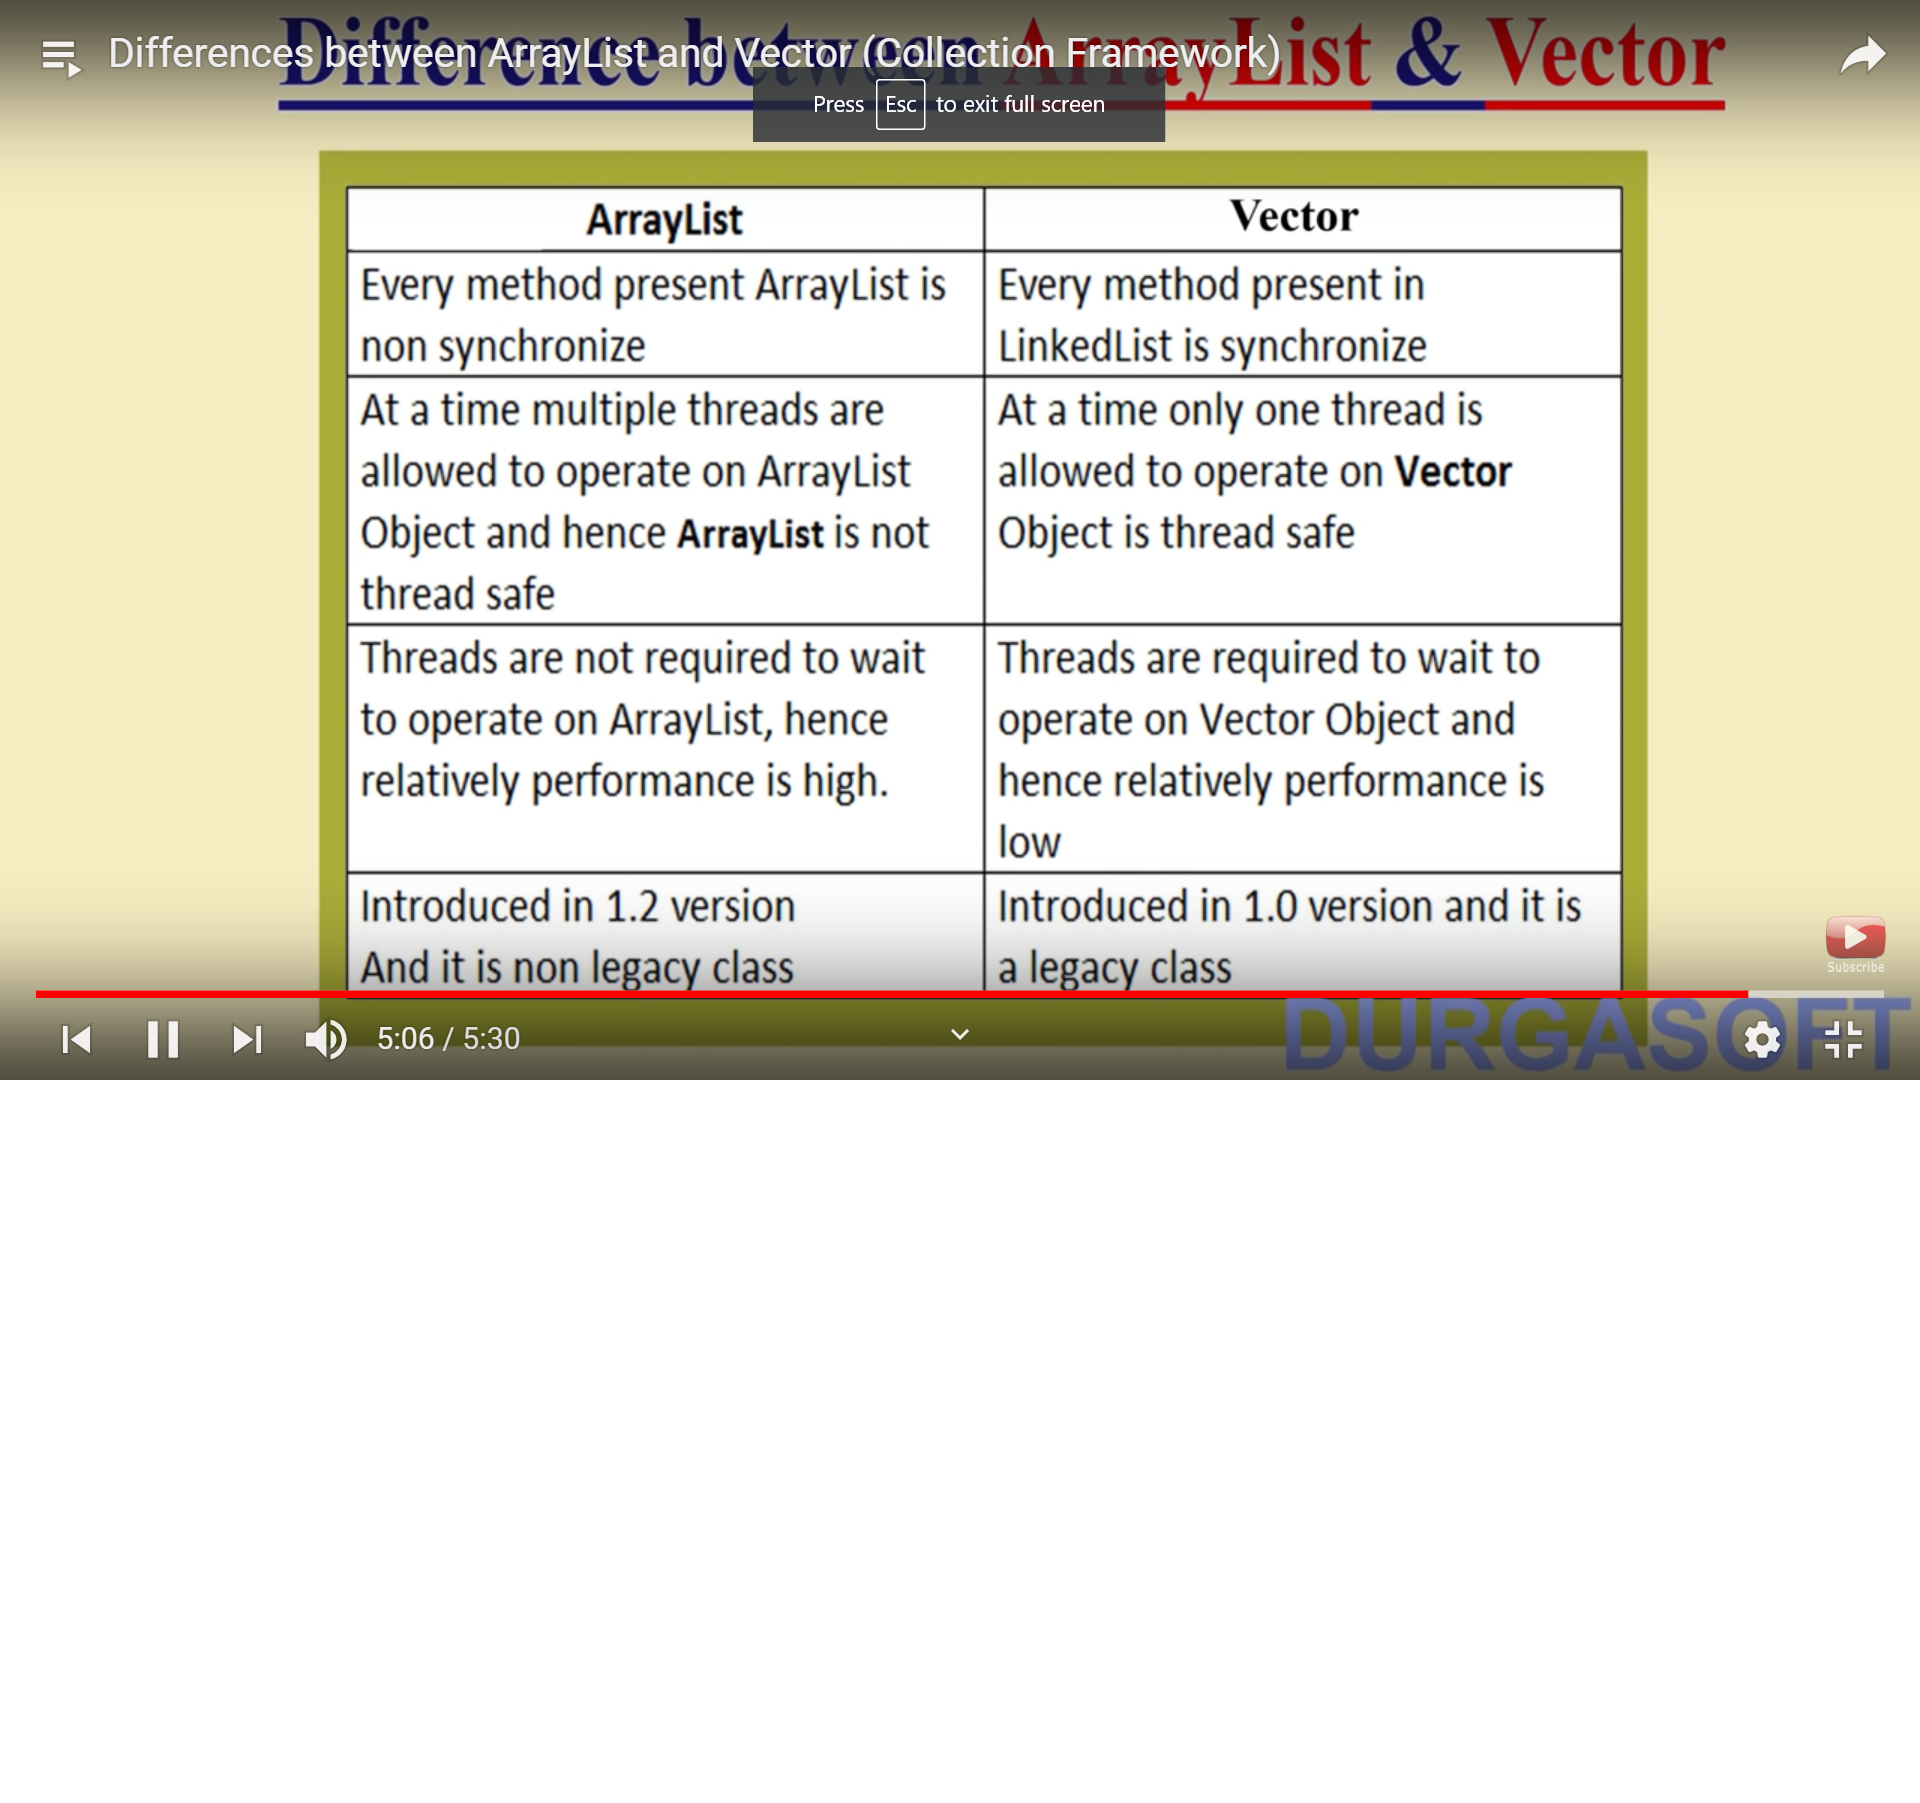 Difference between ArrayList & Vector
Differences between ArrayList and Vector (Collection Framework)
Press Esc to exit full screen
ArrayList
Vector
Every method present ArrayList is
non synchronize
Every method present in
LinkedList is synchronize
At a time multiple threads are
allowed to operate on ArrayList
Object and hence ArrayList is not
thread safe
At a time only one thread is
allowed to operate on Vector
Object is thread safe
Threads are not required to wait
to operate on ArrayList, hence
relatively performance is high.
Threads are required to wait to
operate on Vector Object and
hence relatively performance is
low
Introduced in 1.2 version
And it is non legacy class
Introduced in 1.0 version and it is
a legacy class
Subscribe
5:06 / 5:30
DURGASOFT